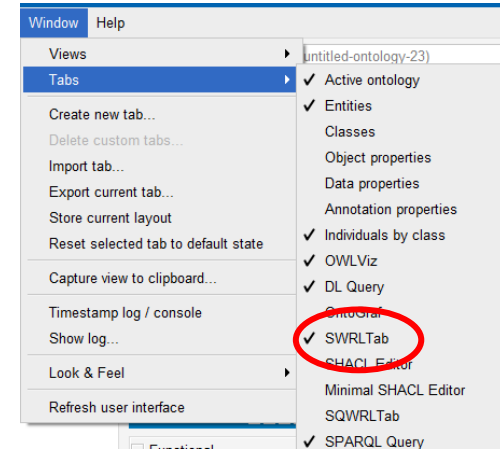 Window Help
Views
Tabs
Create new tab...
Delete custom tabs...
Import tab...
Export current tab...
Store current layout
Reset selected tab to default state
Capture view to clipboard...
Timestamp log / console
Show log...
Look & Feel
Refresh user interface
untitled-ontology-23)
Active ontology
Entities
Classes
Object properties
Data properties
Annotation properties
Individuals by class
OWLViz
DL Query
OntoGraf
SWRLTab
SHACL Editor
Minimal SHACL Editor
SQWRLTab
SPARQL Query
Functional